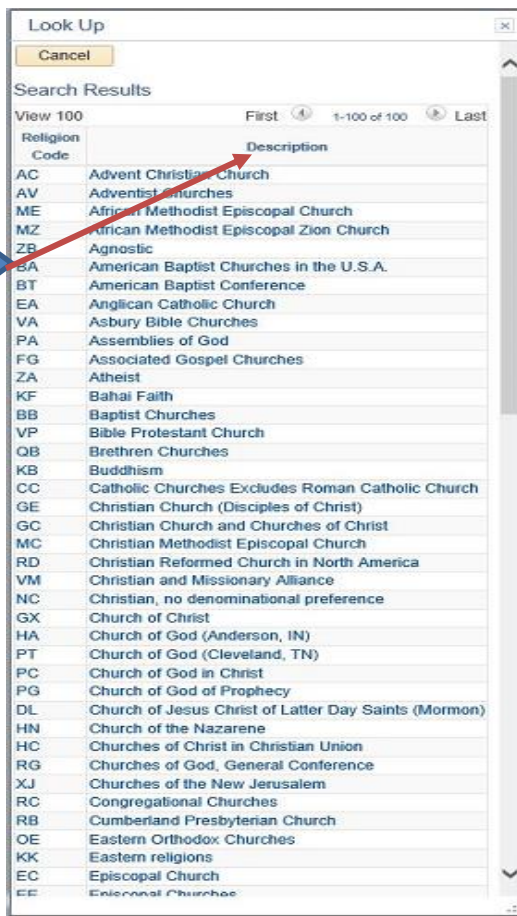 Look Up
Cancel
Search Results
View 100 First 1-100 of 100 Last
Religion Code Description
AC Advent Christian Church
AV Adventist Churches
ME African Methodist Episcopal Church
MZ African Methodist Episcopal Zion Church
ZB Agnostic
BA American Baptist Churches in the U.S.A.
BT American Baptist Conference
EA Anglican Catholic Church
VA Asbury Bible Churches
PA Assemblies of God
FG Associated Gospel Churches
ZA Atheist
KF Bahai Faith
BB Baptist Churches
VP Bible Protestant Church
QB Brethren Churches
KB Buddhism
CC Catholic Churches Excludes Roman Catholic Church
GE Christian Church (Disciples of Christ)
GC Christian Church and Churches of Christ
MC Christian Methodist Episcopal Church
RD Christian Reformed Church in North America
VM Christian and Missionary Alliance
NC Christian, no denominational preference
GX Church of Christ
HA Church of God (Anderson, IN)
PT Church of God (Cleveland, TN)
PC Church of God in Christ
PG Church of God of Prophecy
DL Church of Jesus Christ of Latter Day Saints (Mormon)
HN Church of the Nazarene
HC Churches of Christ in Christian Union
RG Churches of God, General Conference
XJ Churches of the New Jerusalem
RC Congregational Churches
RB Cumberland Presbyterian Church
OE Eastern Orthodox Churches
KK Eastern religions
EC Episcopal Church
EE Episcopal Churches